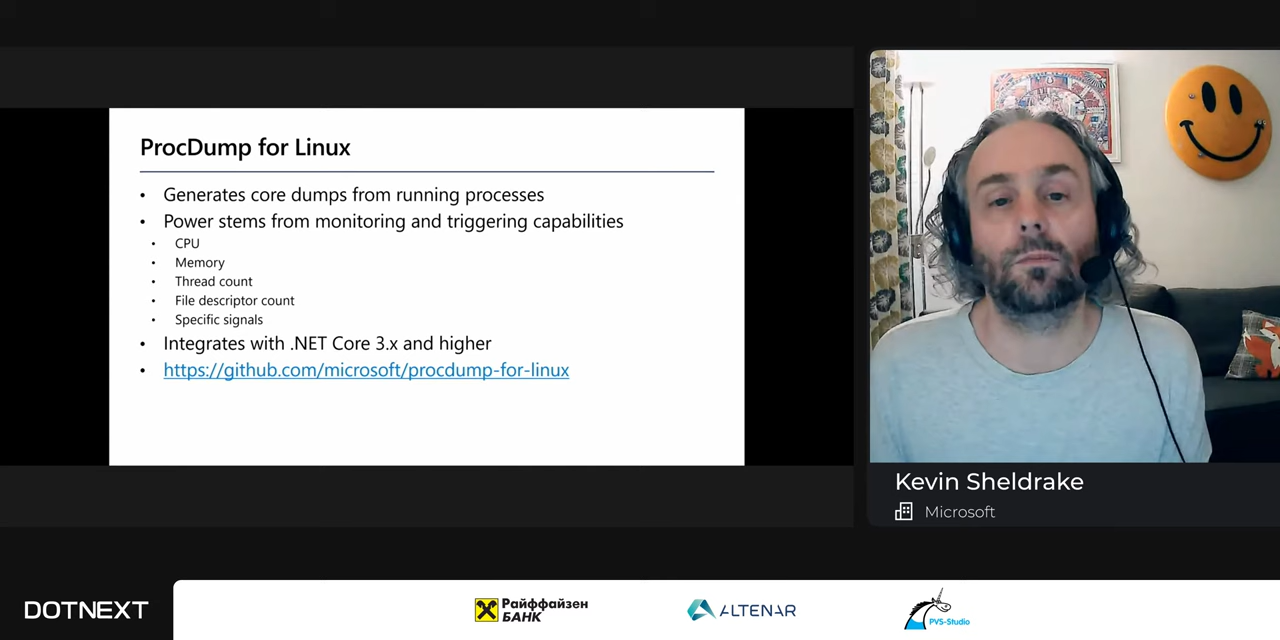 ProcDump for Linux
• Generates core dumps from running processes
• Power stems from monitoring and triggering capabilities
• CPU
• Memory
• Thread count
• File descriptor count
• Specific signals
• Integrates with .NET Core 3.x and higher
• https://github.com/microsoft/procdump-for-linux
Kevin Sheldrake
Microsoft
DOTNEXT
Райффайзен
БАНК
ALTENAR
PVS-Studio